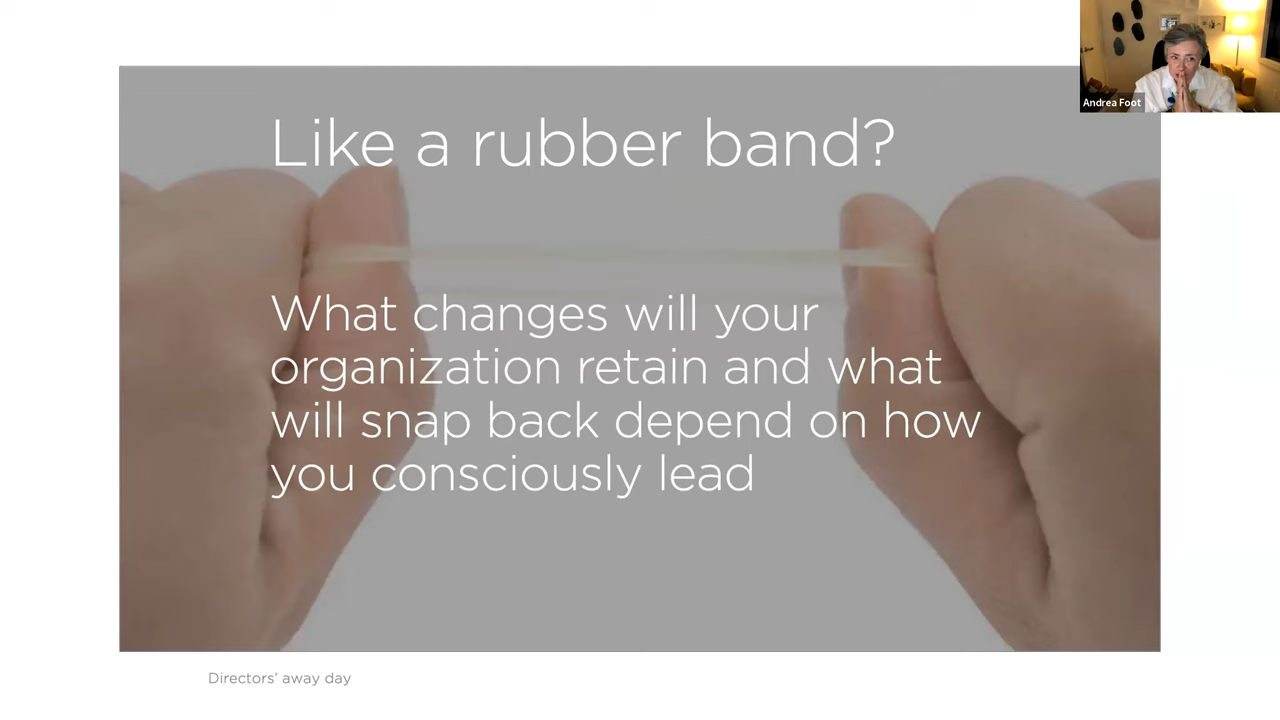 Like a rubber band?
What changes will your
organization retain and what
will snap back depend on how
you consciously lead
Andrea Foot
Directors’ away day